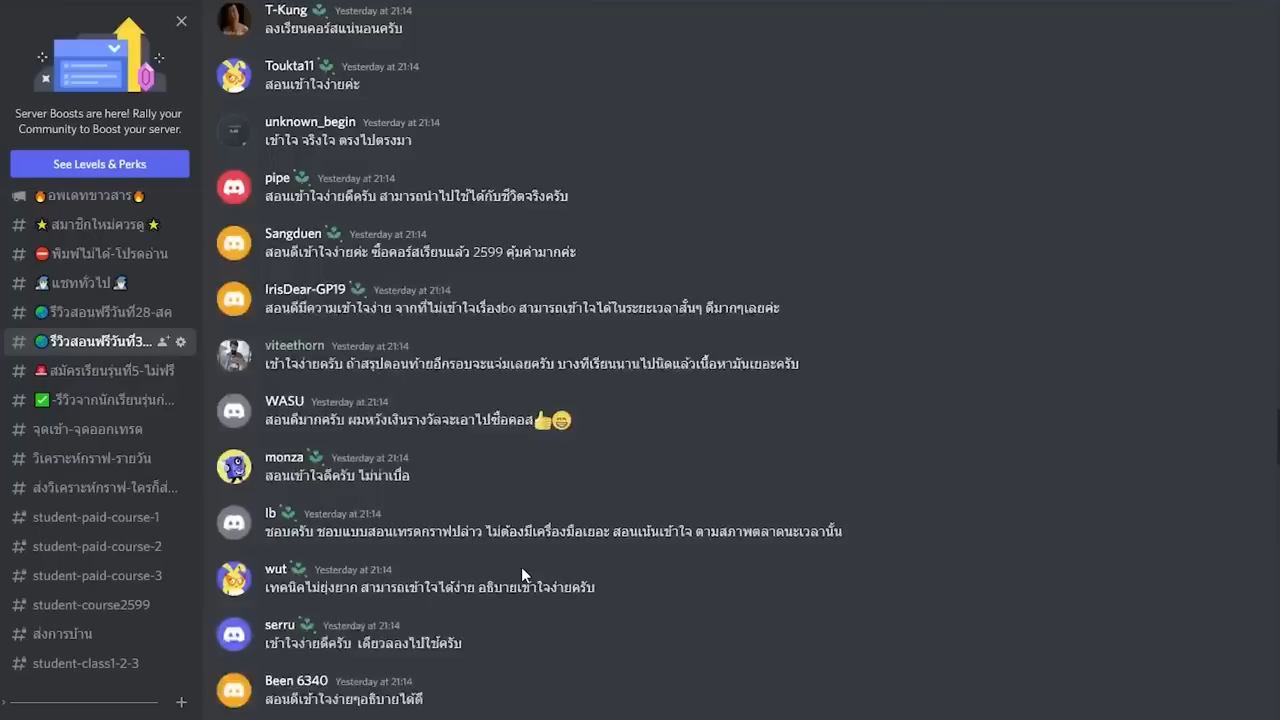 Server Boosts are here! Rally your
Community to Boost your server.
See Levels & Perks
🔥อพเดทขาวสาร🔥
# ⭐สมาชิกใหม่ควรดู⭐
# ⛔พิมพ์ไม่ได้-โปรดอ่าน
# แชททั่วไป
# รีวิวสอนฟรีวันที่28-สค
# รีวิวสอนฟรีวันที่3...
# 🚨สมัครเรียนรุ่นที่5-ไม่ฟรี
# ✅-รีวิวจากนักเรียนรุ่นก่...
# จุดเข้า-จุดออกเทรด
# วิเคราะห์กราฟ-รายวัน
# ส่งวิเคราะห์กราฟ-ใครก็ส่...
# student-paid-course-1
# student-paid-course-2
# student-paid-course-3
# student-course2599
# ส่งการบ้าน
# student-class1-2-3
T-Kung Yesterday at 21:14
ลงเรียนคอร์สแน่นอนครับ
Toukta11 Yesterday at 21:14
สอนเข้าใจง่ายค่ะ
unknown_begin Yesterday at 21:14
เข้าใจ จริงใจ ตรงไปตรงมา
pipe Yesterday at 21:14
สอนเข้าใจง่ายดีครับ สามารถนำไปใช้ได้กับชีวิตจริงครับ
Sangduen Yesterday at 21:14
สอนดีเข้าใจง่ายค่ะ ซื้อคอร์สเรียนแล้ว 2599 คุ้มค่ามากค่ะ
IrisDear-GP19 Yesterday at 21:14
สอนดีมีความเข้าใจง่าย จากที่ไม่เข้าใจเรื่องbo สามารถเข้าใจได้ในระยะเวลาสั้นๆ ดีมากๆเลยค่ะ
viteethorn Yesterday at 21:14
เข้าใจง่ายครับ ถ้าสรุปตอนท้ายอีกรอบจะแจ่มเลยครับ บางทีเรียนนานไปนิดแล้วเนื้อหามันเยอะครับ
WASU Yesterday at 21:14
สอนดีมากครับ ผมหวังเงินรางวัลจะเอาไปซื้อคอส👍😄
monza Yesterday at 21:14
สอนเข้าใจดีครับ ไม่น่าเบื่อ
lb Yesterday at 21:14
ชอบครับ ชอบแบบสอนเทรดกราฟปล่าว ไม่ต้องมีเครื่องมือเยอะ สอนเน้นเข้าใจ ตามสภาพตลาดนะเวลานั้น
wut Yesterday at 21:14
เทคนิคไม่ยุ่งยาก สามารถเข้าใจได้ง่าย อธิบายเข้าใจง่ายครับ
serru Yesterday at 21:14
เข้าใจง่ายดีครับ เดียวลองไปใช้ครับ
Been 6340 Yesterday at 21:14
สอนดีเข้าใจง่ายๆอธิบายได้ดี